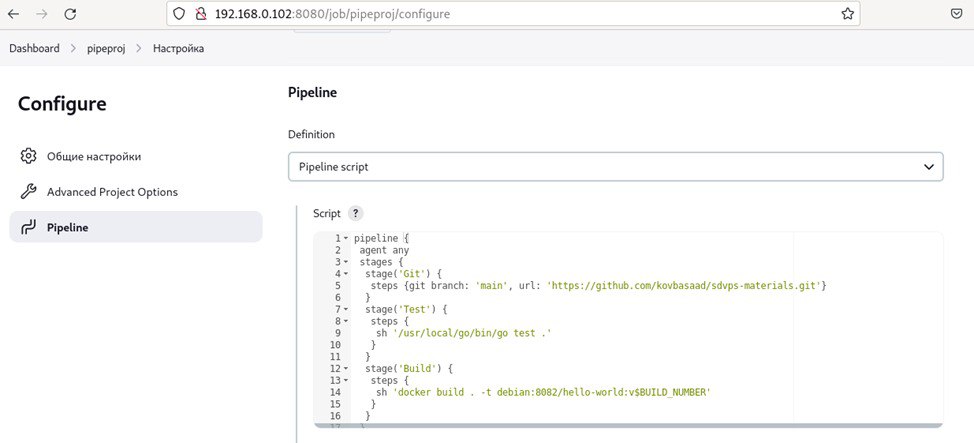 192.168.0.102:8080/job/pipeproj/configure
Dashboard > pipeproj > Настройка
Configure
Общие настройки
Advanced Project Options
Pipeline
Pipeline
Definition
Pipeline script
Script ?
1 pipeline {
2 agent any
3 stages {
4 stage('Git') {
5 steps {git branch: 'main', url: 'https://github.com/kovbasaad/sdvps-materials.git'}
6 }
7 stage('Test') {
8 steps {
9 sh '/usr/local/go/bin/go test .'
10 }
11 }
12 stage('Build') {
13 steps {
14 sh 'docker build . -t debian:8082/hello-world:v$BUILD_NUMBER'
15 }
16 }
17 }